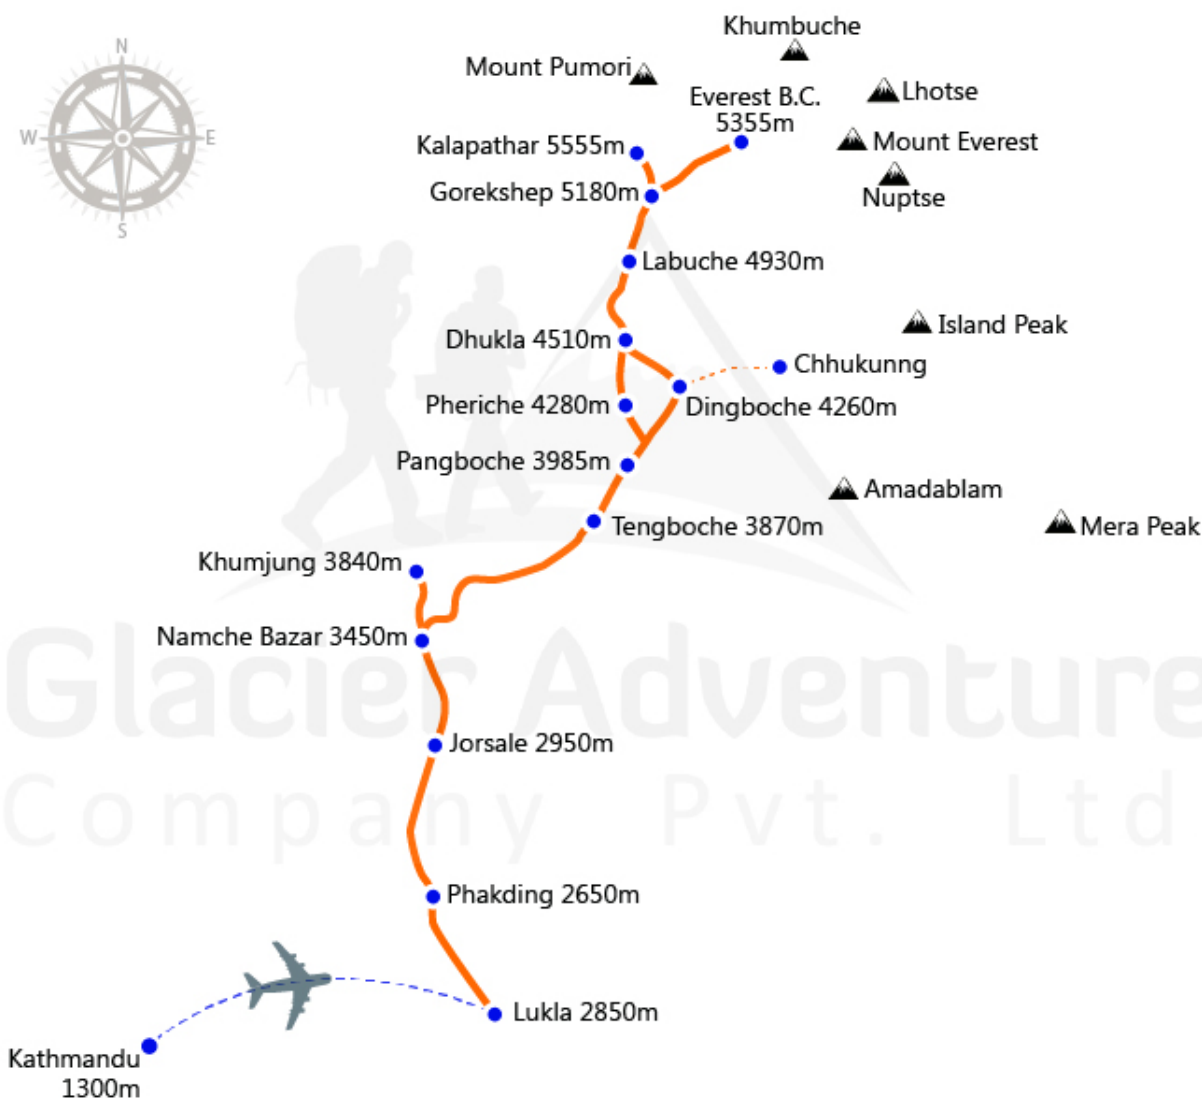 N
W
E
S
Khumbuche
Mount Pumori
Lhotse
Everest B.C.
5355m
Mount Everest
Kalapathar 5555m
Nuptse
Gorekshep 5180m
Labuche 4930m
Island Peak
Dhukla 4510m
Chhukunng
Pheriche 4280m
Dingboche 4260m
Pangboche 3985m
Amadablam
Tengboche 3870m
Mera Peak
Khumjung 3840m
Namche Bazar 3450m
Glacier Adventure
Jorsale 2950m
Company Pvt. Ltd
Phakding 2650m
Lukla 2850m
Kathmandu
1300m